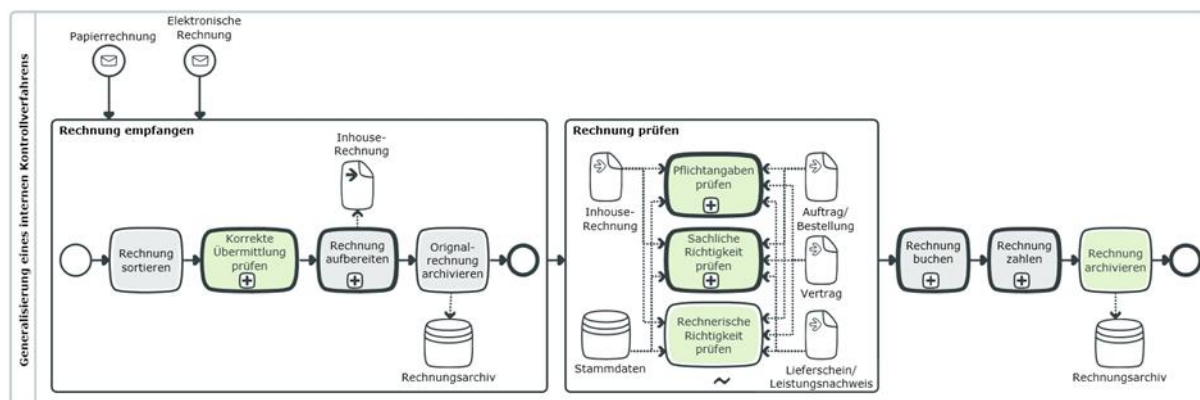 Generalisierung eines internen Kontrollverfahrens
Papierrechnung
Elektronische
Rechnung
Rechnung empfangen
Inhouse-
Rechnung
Rechnung
sortieren
Korrekte
Übermittlung
prüfen
Rechnung
aufbereiten
Orignal-
rechnung
archivieren
Rechnungsarchiv
Rechnung prüfen
Inhouse-
Rechnung
Stammdaten
Pflichtangaben
prüfen
Sachliche
Richtigkeit
prüfen
Rechnerische
Richtigkeit
prüfen
Auftrag/
Bestellung
Vertrag
Lieferschein/
Leistungsnachweis
Rechnung
buchen
Rechnung
zahlen
Rechnung
archivieren
Rechnungsarchiv